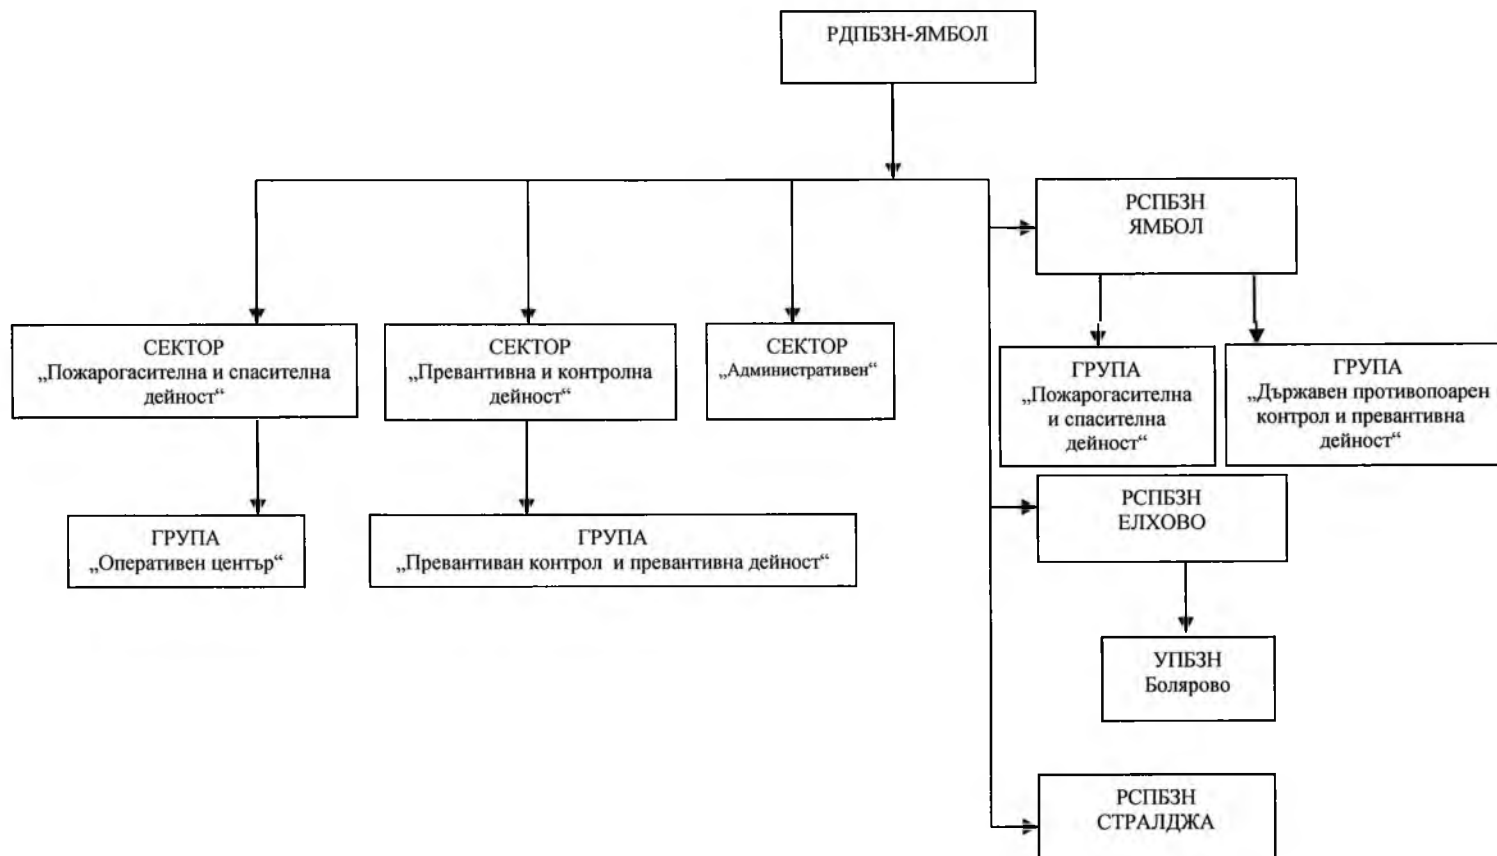 РДПБЗН-ЯМБОЛ
РСПБЗН
ЯМБОЛ
СЕКТОР
„Пожарогасителна и спасителна
дейност“
СЕКТОР
„Превантивна и контролна
дейност“
СЕКТОР
„Административен“
ГРУПА
„Пожарогасителна
и спасителна
дейност“
ГРУПА
„Държавен противопоарен
контрол и превантивна
дейност“
РСПБЗН
ЕЛХОВО
ГРУПА
„Оперативен център“
ГРУПА
„Превантиван контрол и превантивна дейност“
УПБЗН
Болярово
РСПБЗН
СТРАЛДЖА